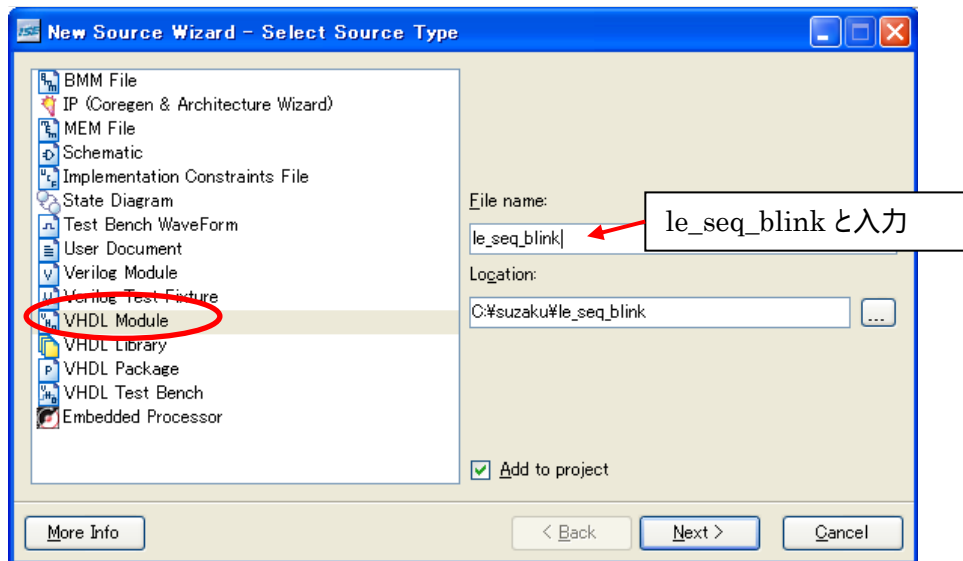 ISE New Source Wizard - Select Source Type
BMM File
IP (Coregen & Architecture Wizard)
MEM File
Schematic
Implementation Constraints File
State Diagram
Test Bench WaveForm
User Document
Verilog Module
Verilog Test Fixture
VHDL Module
VHDL Library
VHDL Package
VHDL Test Bench
Embedded Processor
File name:
le_seq_blink
le_seq_blink と入力
Location:
C:¥suzaku¥le_seq_blink
...
Add to project
More Info
< Back
Next >
Cancel